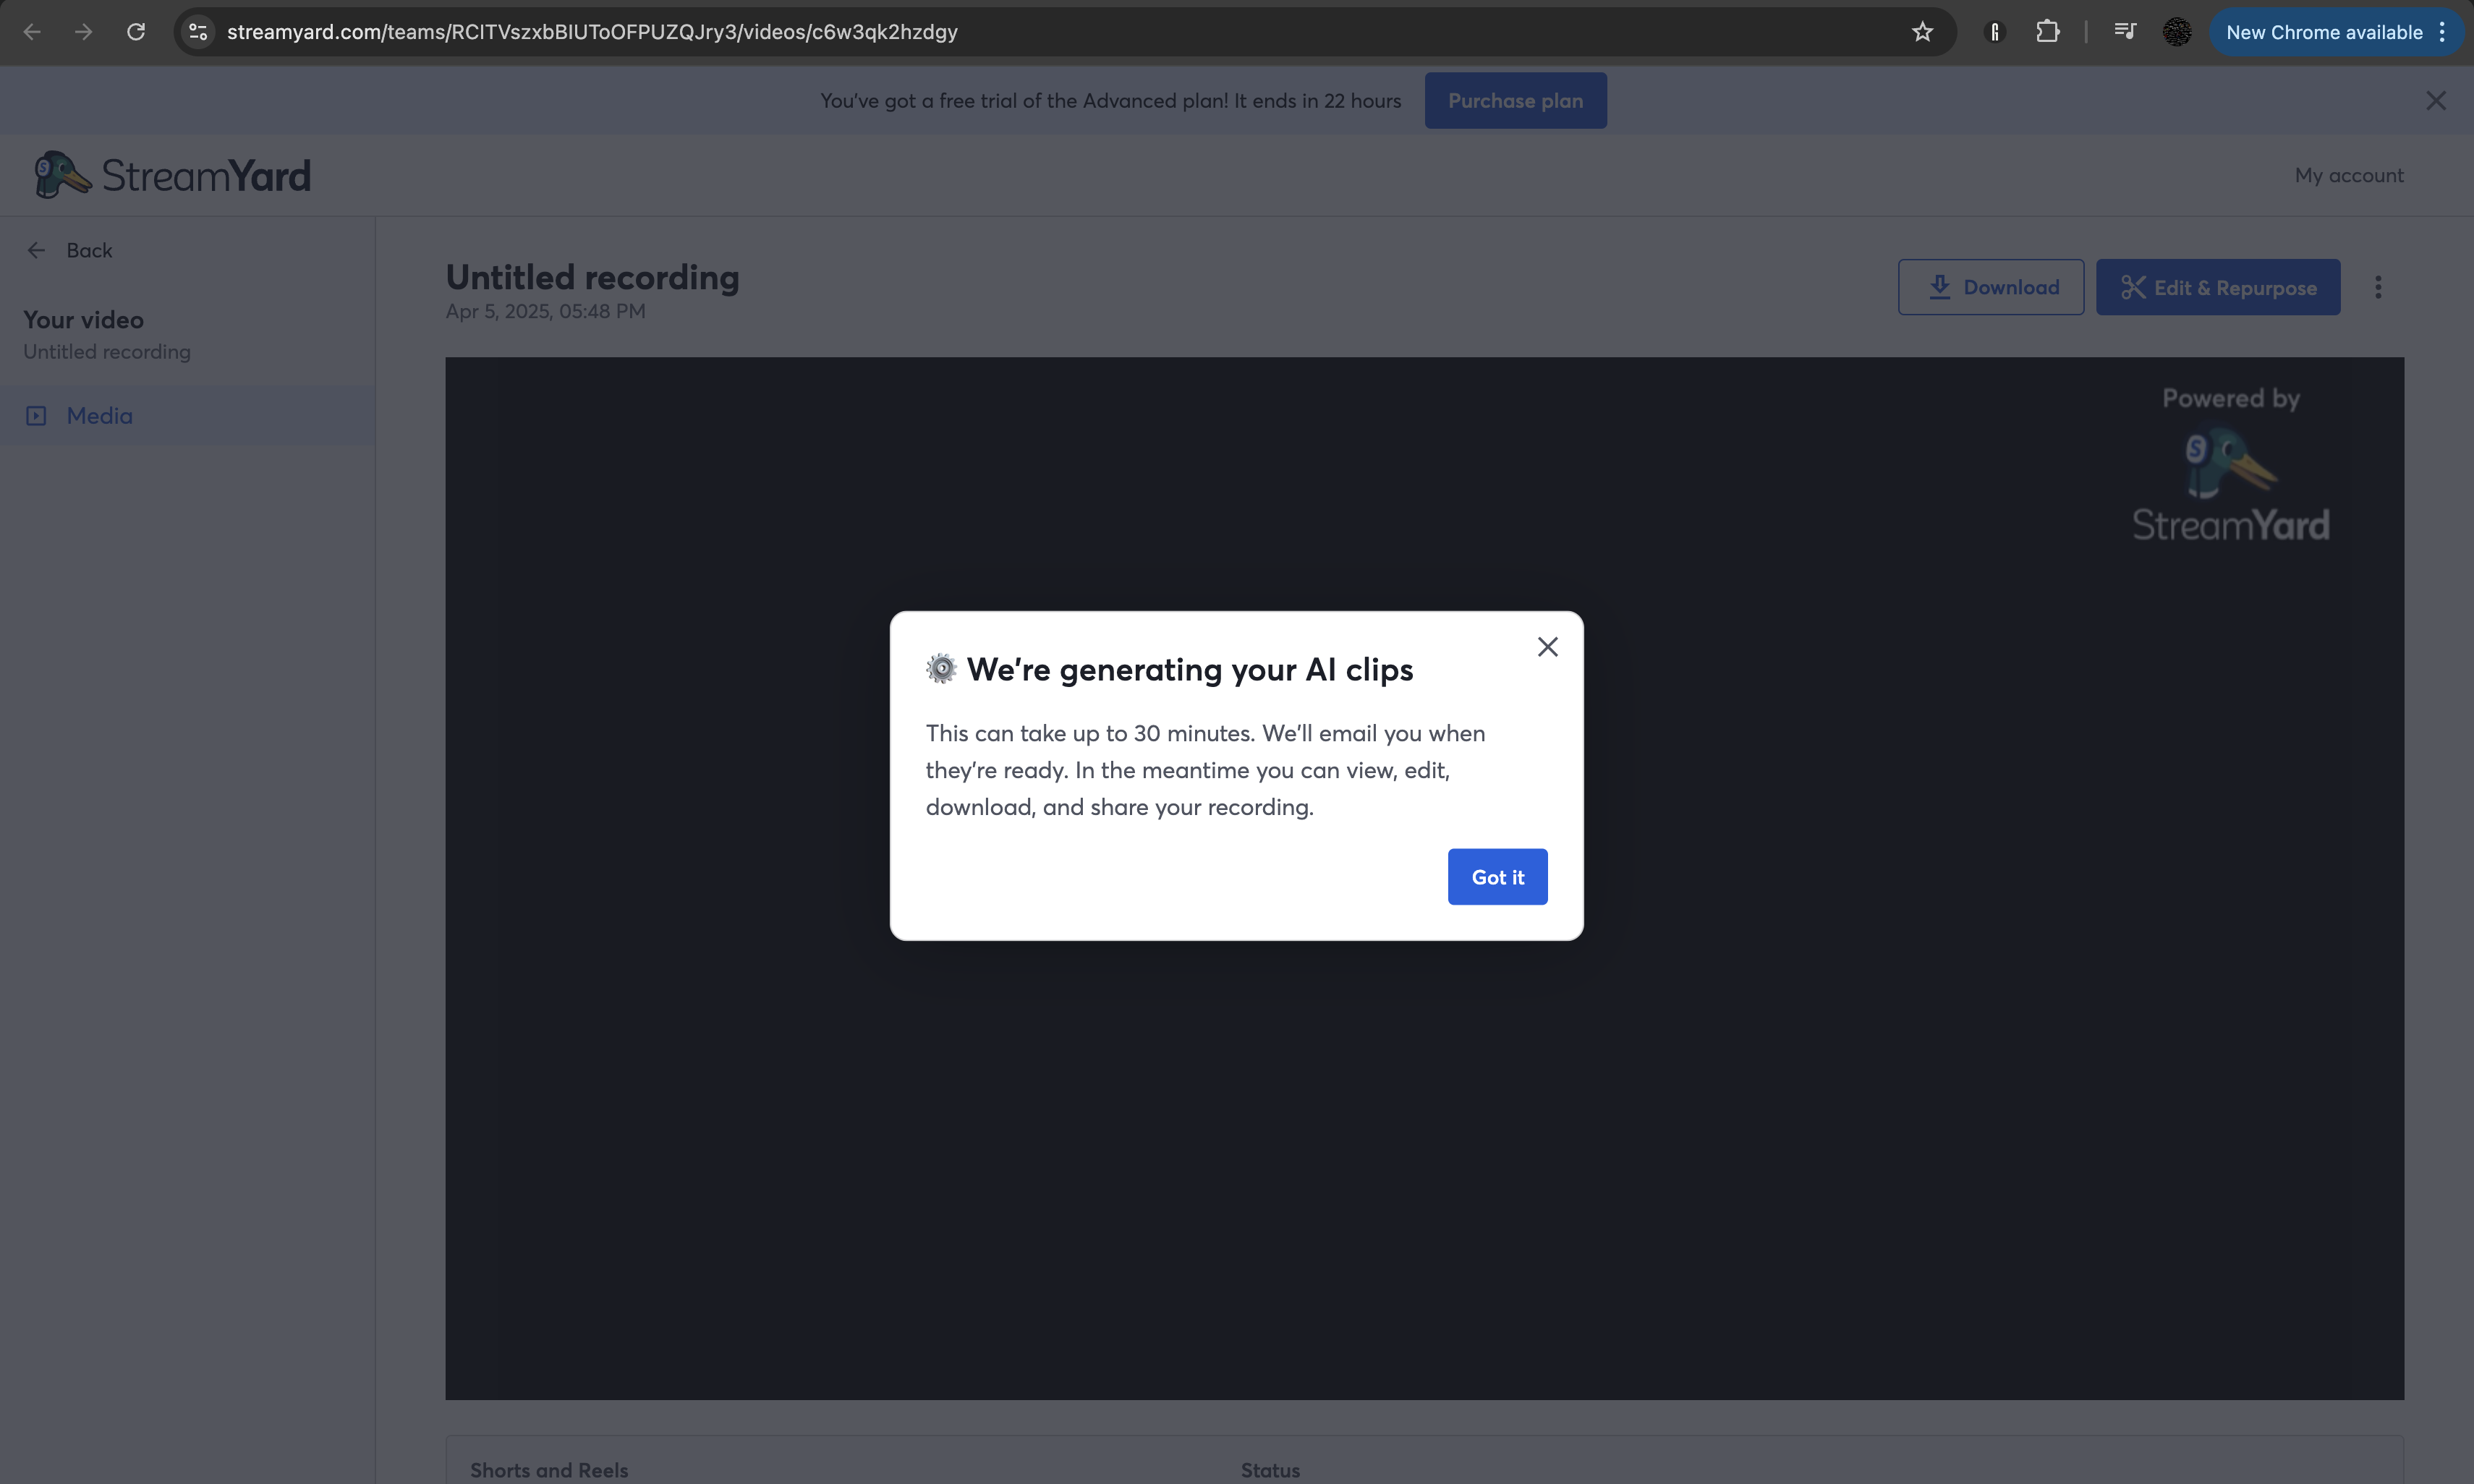 streamyard.com/teams/RCITVszxbBIUToOFPUZQJry3/videos/c6w3qk2hzdgy
New Chrome available
You've got a free trial of the Advanced plan! It ends in 22 hours
Purchase plan
StreamYard
My account
Back
Your video
Untitled recording
Media
Untitled recording
Apr 5, 2025, 05:48 PM
Download
Edit & Repurpose
Powered by
StreamYard
We're generating your AI clips
This can take up to 30 minutes. We'll email you when
they're ready. In the meantime you can view, edit,
download, and share your recording.
Got it
Shorts and Reels
Status